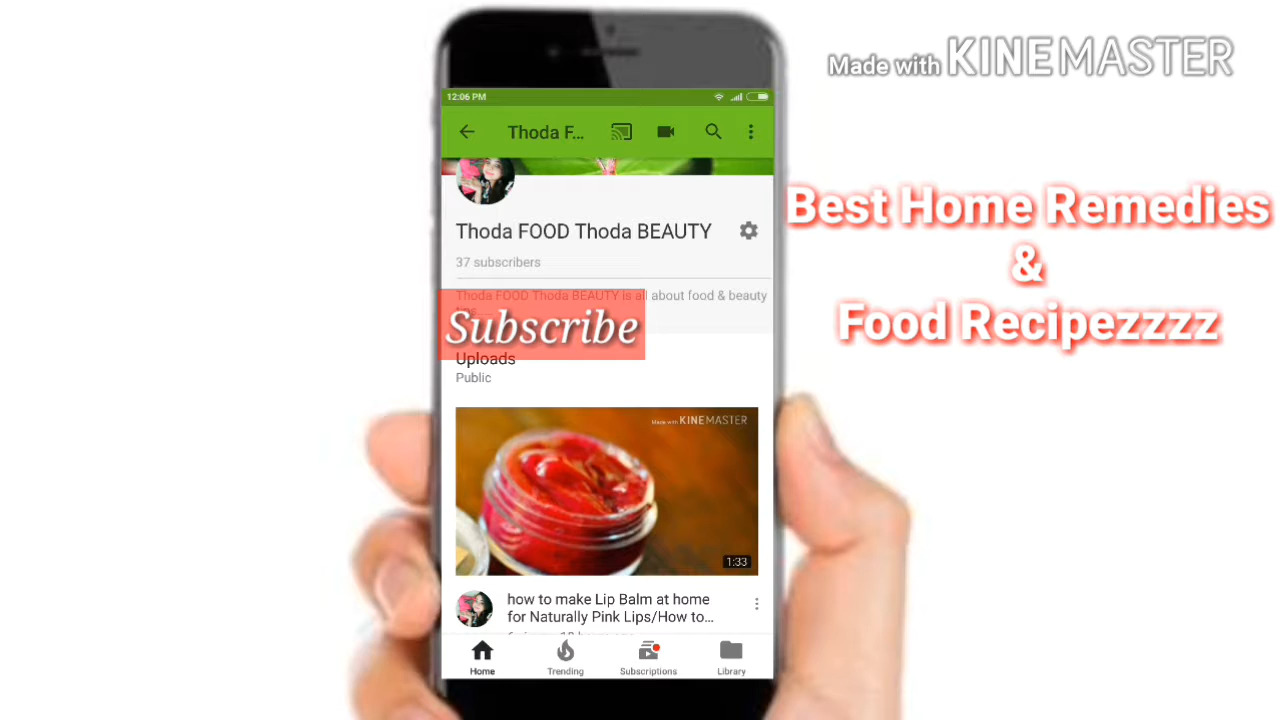 Made with KINEMASTER
12:06 PM
Thoda F...
Thoda FOOD Thoda BEAUTY
37 subscribers
Thoda FOOD Thoda BEAUTY is all about food & beauty
Subscribe
Uploads
Public
Made with KINEMASTER
1:33
how to make Lip Balm at home
for Naturally Pink Lips/How to...
Home
Trending
Subscriptions
Library
Best Home Remedies
&
Food Recipezzzz